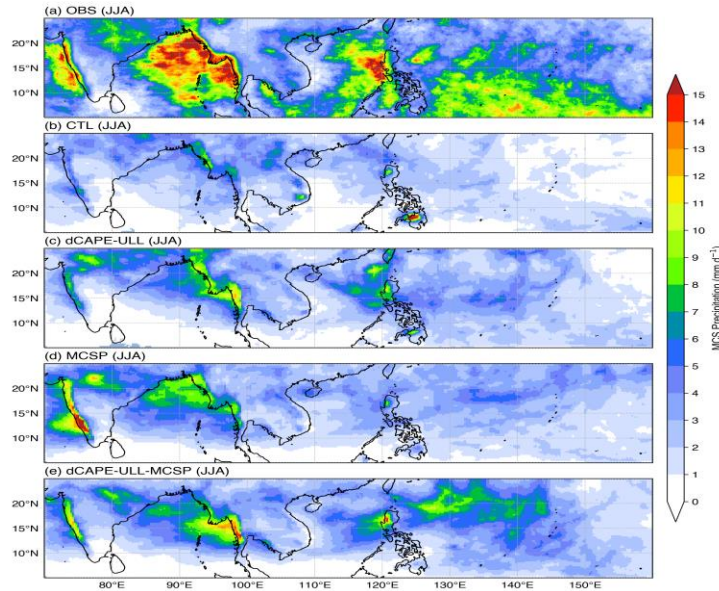 (a) OBS (JJA)
20°N
15°N
10°N
(b) CTL (JJA)
20°N
15°N
10°N
(c) dCAPE-ULL (JJA)
20°N
15°N
10°N
(d) MCSP (JJA)
20°N
15°N
10°N
(e) dCAPE-ULL-MCSP (JJA)
20°N
15°N
10°N
80°E 90°E 100°E 110°E 120°E 130°E 140°E 150°E
15
14
13
12
11
10
9
8
7
6
5
4
3
2
1
0
MCS Precipitation (mm d⁻¹)